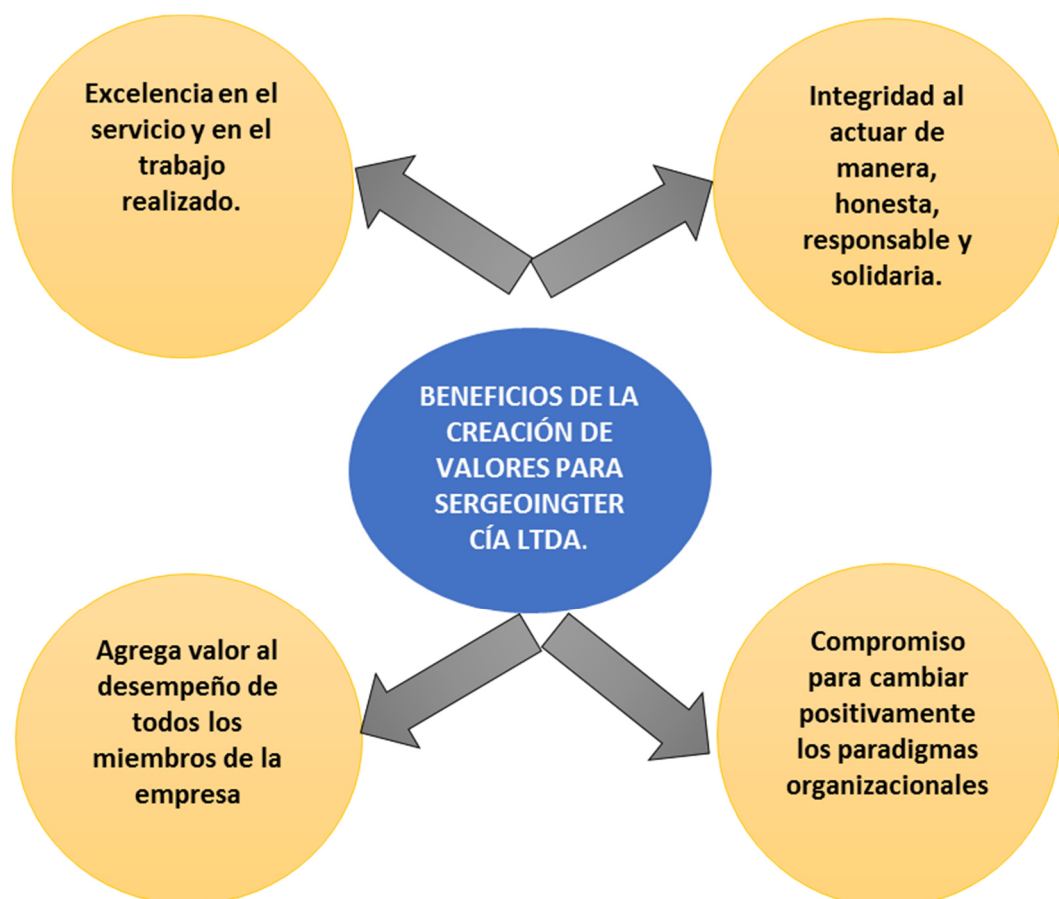 Excelencia en el
servicio y en el
trabajo
realizado.
Integridad al
actuar de
manera,
honesta,
responsable y
solidaria.
BENEFICIOS DE LA
CREACIÓN DE
VALORES PARA
SERGEOINGTER
CÍA LTDA.
Agrega valor al
desempeño de
todos los
miembros de la
empresa
Compromiso
para cambiar
positivamente
los paradigmas
organizacionales